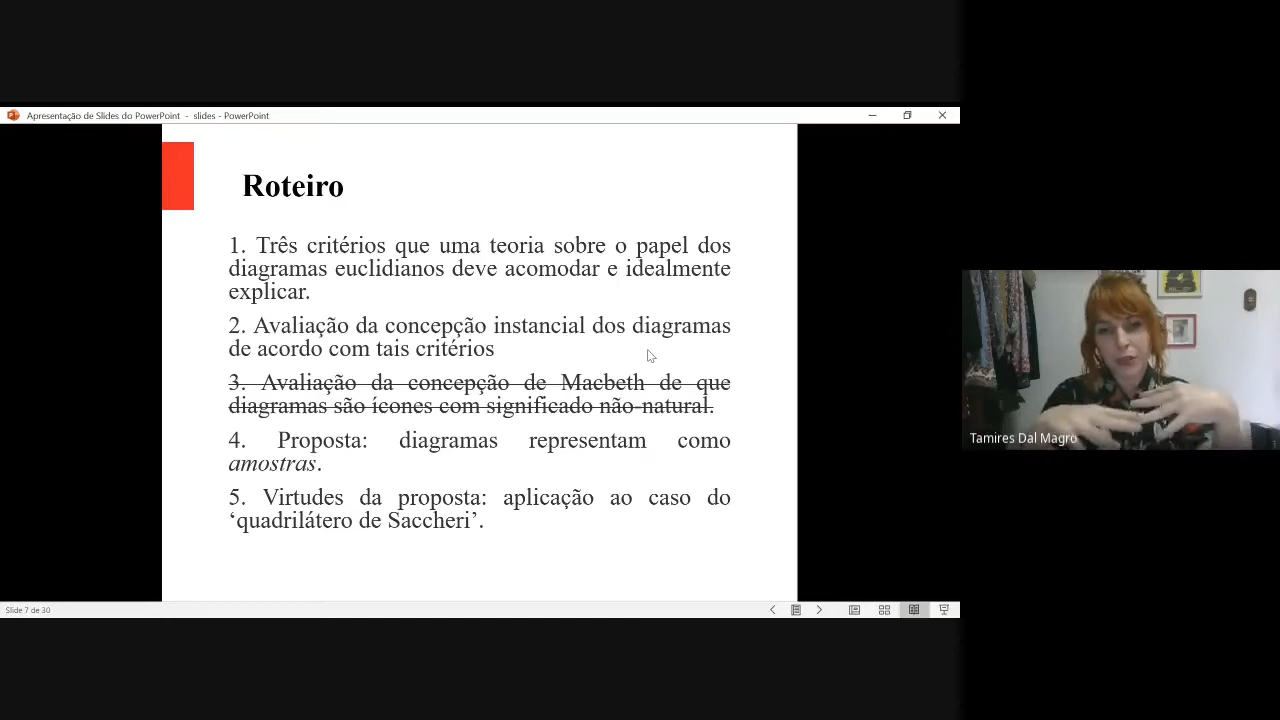 Apresentação de Slides do PowerPoint - slides - PowerPoint
Roteiro
1. Três critérios que uma teoria sobre o papel dos
diagramas euclidianos deve acomodar e idealmente
explicar.
2. Avaliação da concepção instancial dos diagramas
de acordo com tais critérios
3. Avaliação da concepção de Macbeth de que
diagramas são ícones com significado não-natural.
4. Proposta: diagramas representam como
amostras.
5. Virtudes da proposta: aplicação ao caso do
‘quadrilátero de Saccheri’.
Tamires Dal Magro
Slide 7 de 30